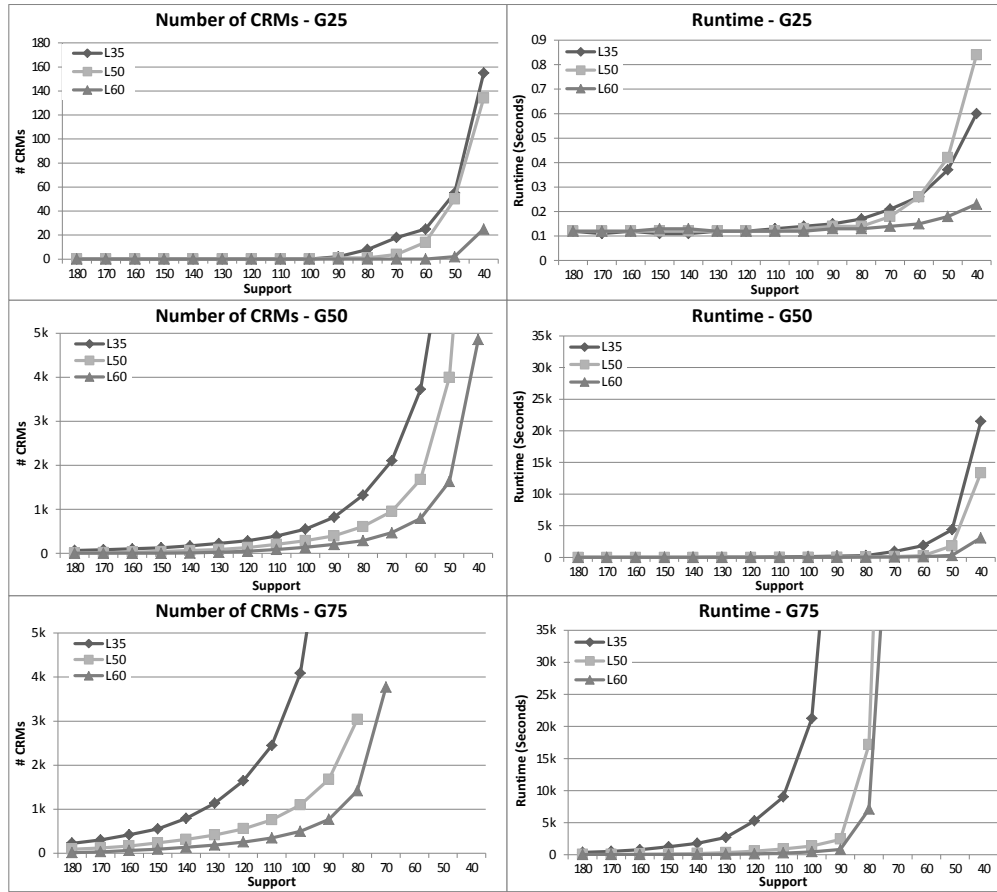 Number of CRMs - G25
180
160
140
120
100
80
60
40
20
0
# CRMs
L35
L50
L60
180 170 160 150 140 130 120 110 100 90 80 70 60 50 40
Support
Runtime - G25
0.9
0.8
0.7
0.6
0.5
0.4
0.3
0.2
0.1
0
Runtime (Seconds)
L35
L50
L60
180 170 160 150 140 130 120 110 100 90 80 70 60 50 40
Support
Number of CRMs - G50
5k
4k
3k
2k
1k
0
# CRMs
L35
L50
L60
180 170 160 150 140 130 120 110 100 90 80 70 60 50 40
Support
Runtime - G50
35k
30k
25k
20k
15k
10k
5k
0
Runtime (Seconds)
L35
L50
L60
180 170 160 150 140 130 120 110 100 90 80 70 60 50 40
Support
Number of CRMs - G75
5k
4k
3k
2k
1k
0
# CRMs
L35
L50
L60
180 170 160 150 140 130 120 110 100 90 80 70 60 50 40
Support
Runtime - G75
35k
30k
25k
20k
15k
10k
5k
0
Runtime (Seconds)
L35
L50
L60
180 170 160 150 140 130 120 110 100 90 80 70 60 50 40
Support